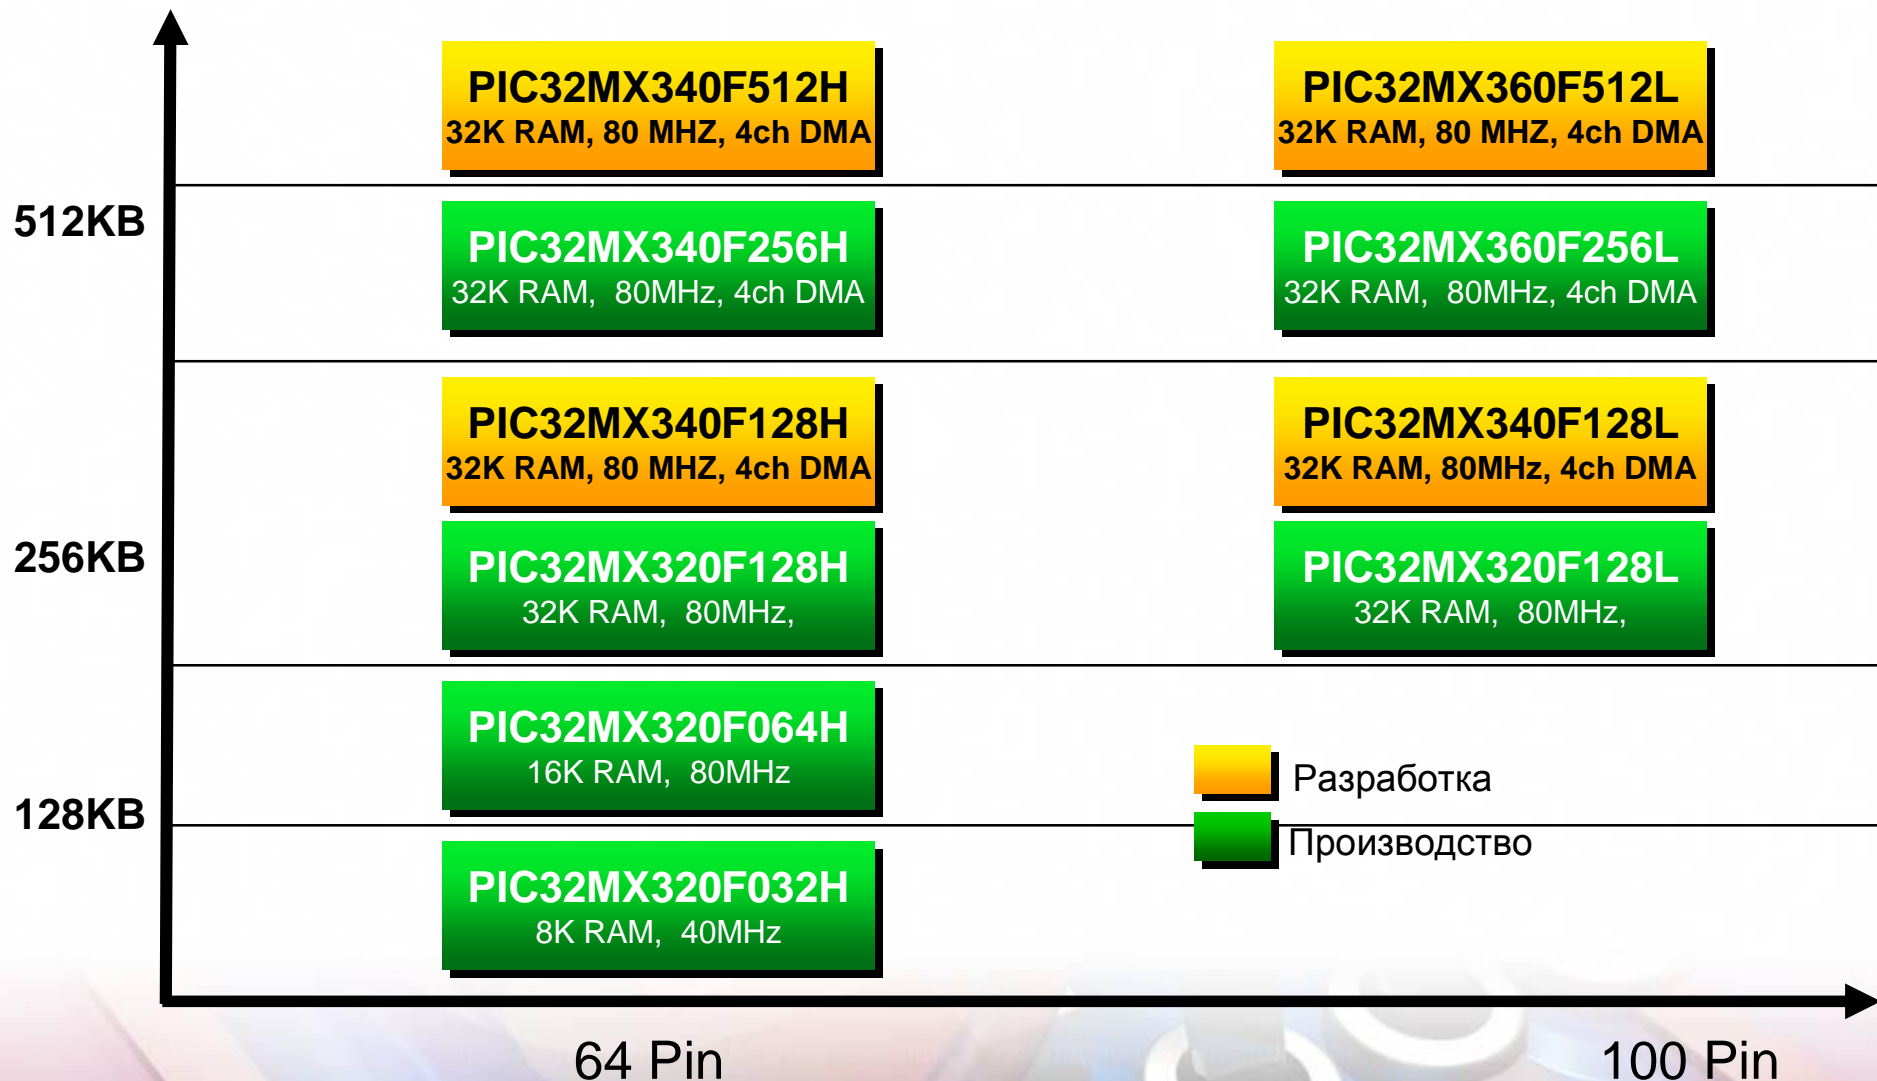 PIC32MX340F512H
32K RAM, 80 MHZ, 4ch DMA
PIC32MX360F512L
32K RAM, 80 MHZ, 4ch DMA
512KB
PIC32MX340F256H
32K RAM, 80MHz, 4ch DMA
PIC32MX360F256L
32K RAM, 80MHz, 4ch DMA
PIC32MX340F128H
32K RAM, 80 MHZ, 4ch DMA
PIC32MX340F128L
32K RAM, 80MHz, 4ch DMA
256KB
PIC32MX320F128H
32K RAM, 80MHz,
PIC32MX320F128L
32K RAM, 80MHz,
PIC32MX320F064H
16K RAM, 80MHz
128KB
Разработка
Производство
PIC32MX320F032H
8K RAM, 40MHz
64 Pin
100 Pin